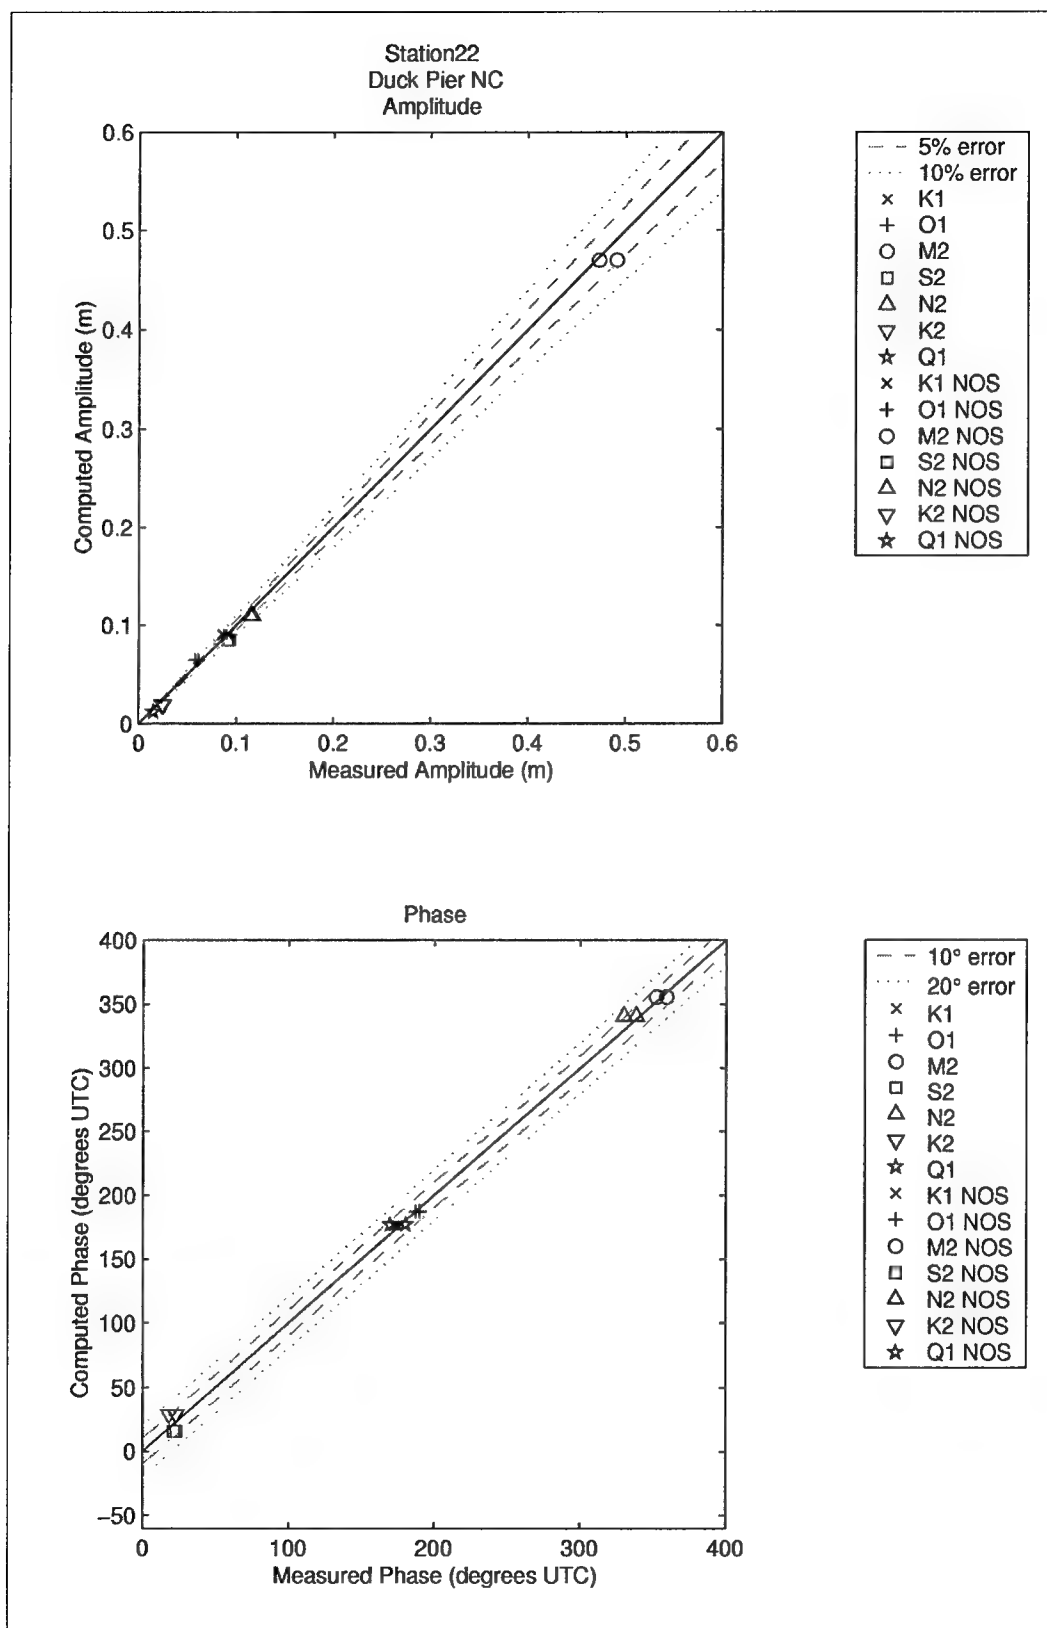 Station22
Duck Pier NC
Amplitude
0.6
0.5
0.4
0.3
0.2
0.1
0
Computed Amplitude (m)
0 0.1 0.2 0.3 0.4 0.5 0.6
Measured Amplitude (m)
5% error
10% error
K1
O1
M2
S2
N2
K2
Q1
K1 NOS
O1 NOS
M2 NOS
S2 NOS
N2 NOS
K2 NOS
Q1 NOS
Phase
400
350
300
250
200
150
100
50
0
−50
Computed Phase (degrees UTC)
0 100 200 300 400
Measured Phase (degrees UTC)
10° error
20° error
K1
O1
M2
S2
N2
K2
Q1
K1 NOS
O1 NOS
M2 NOS
S2 NOS
N2 NOS
K2 NOS
Q1 NOS